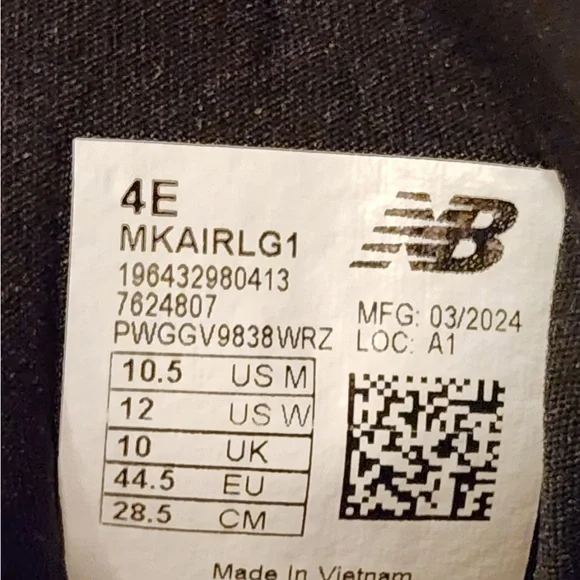 4E
NB
MKAIRLG1
196432980413
7624807
PWGGV9838WRZ
MFG: 03/2024
LOC: A1
10.5 US M
12 US W
10 UK
44.5 EU
28.5 CM
Made In Vietnam